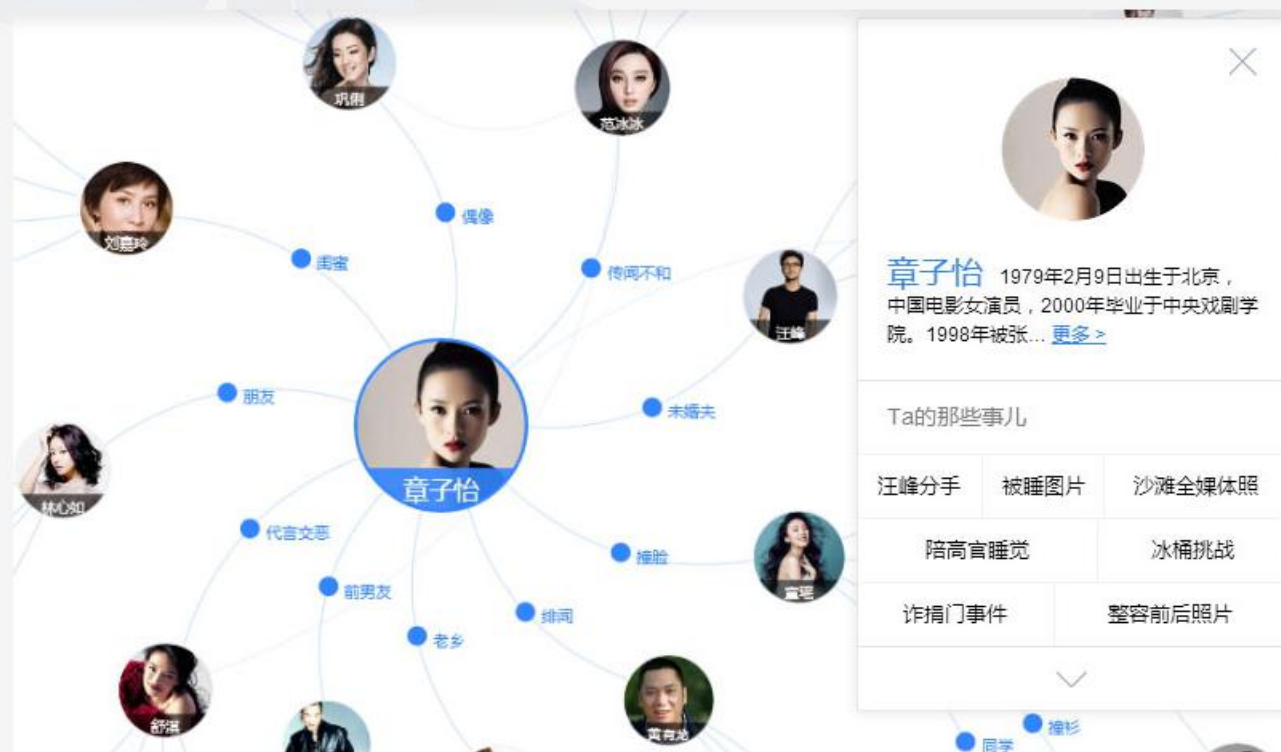 巩俐
范冰冰
刘嘉玲
偶像
闺蜜
传闻不和
汪峰
朋友
未婚夫
章子怡
林心如
代言交恶
撞脸
前男友
童瑶
绯闻
老乡
舒淇
黄有龙
章子怡 1979年2月9日出生于北京，
中国电影女演员，2000年毕业于中央戏剧学
院。1998年被张... 更多 >
Ta的那些事儿
汪峰分手 被睡图片 沙滩全媒体照
陪高官睡觉 冰桶挑战
诈捐门事件 整容前后照片
撞衫
同学